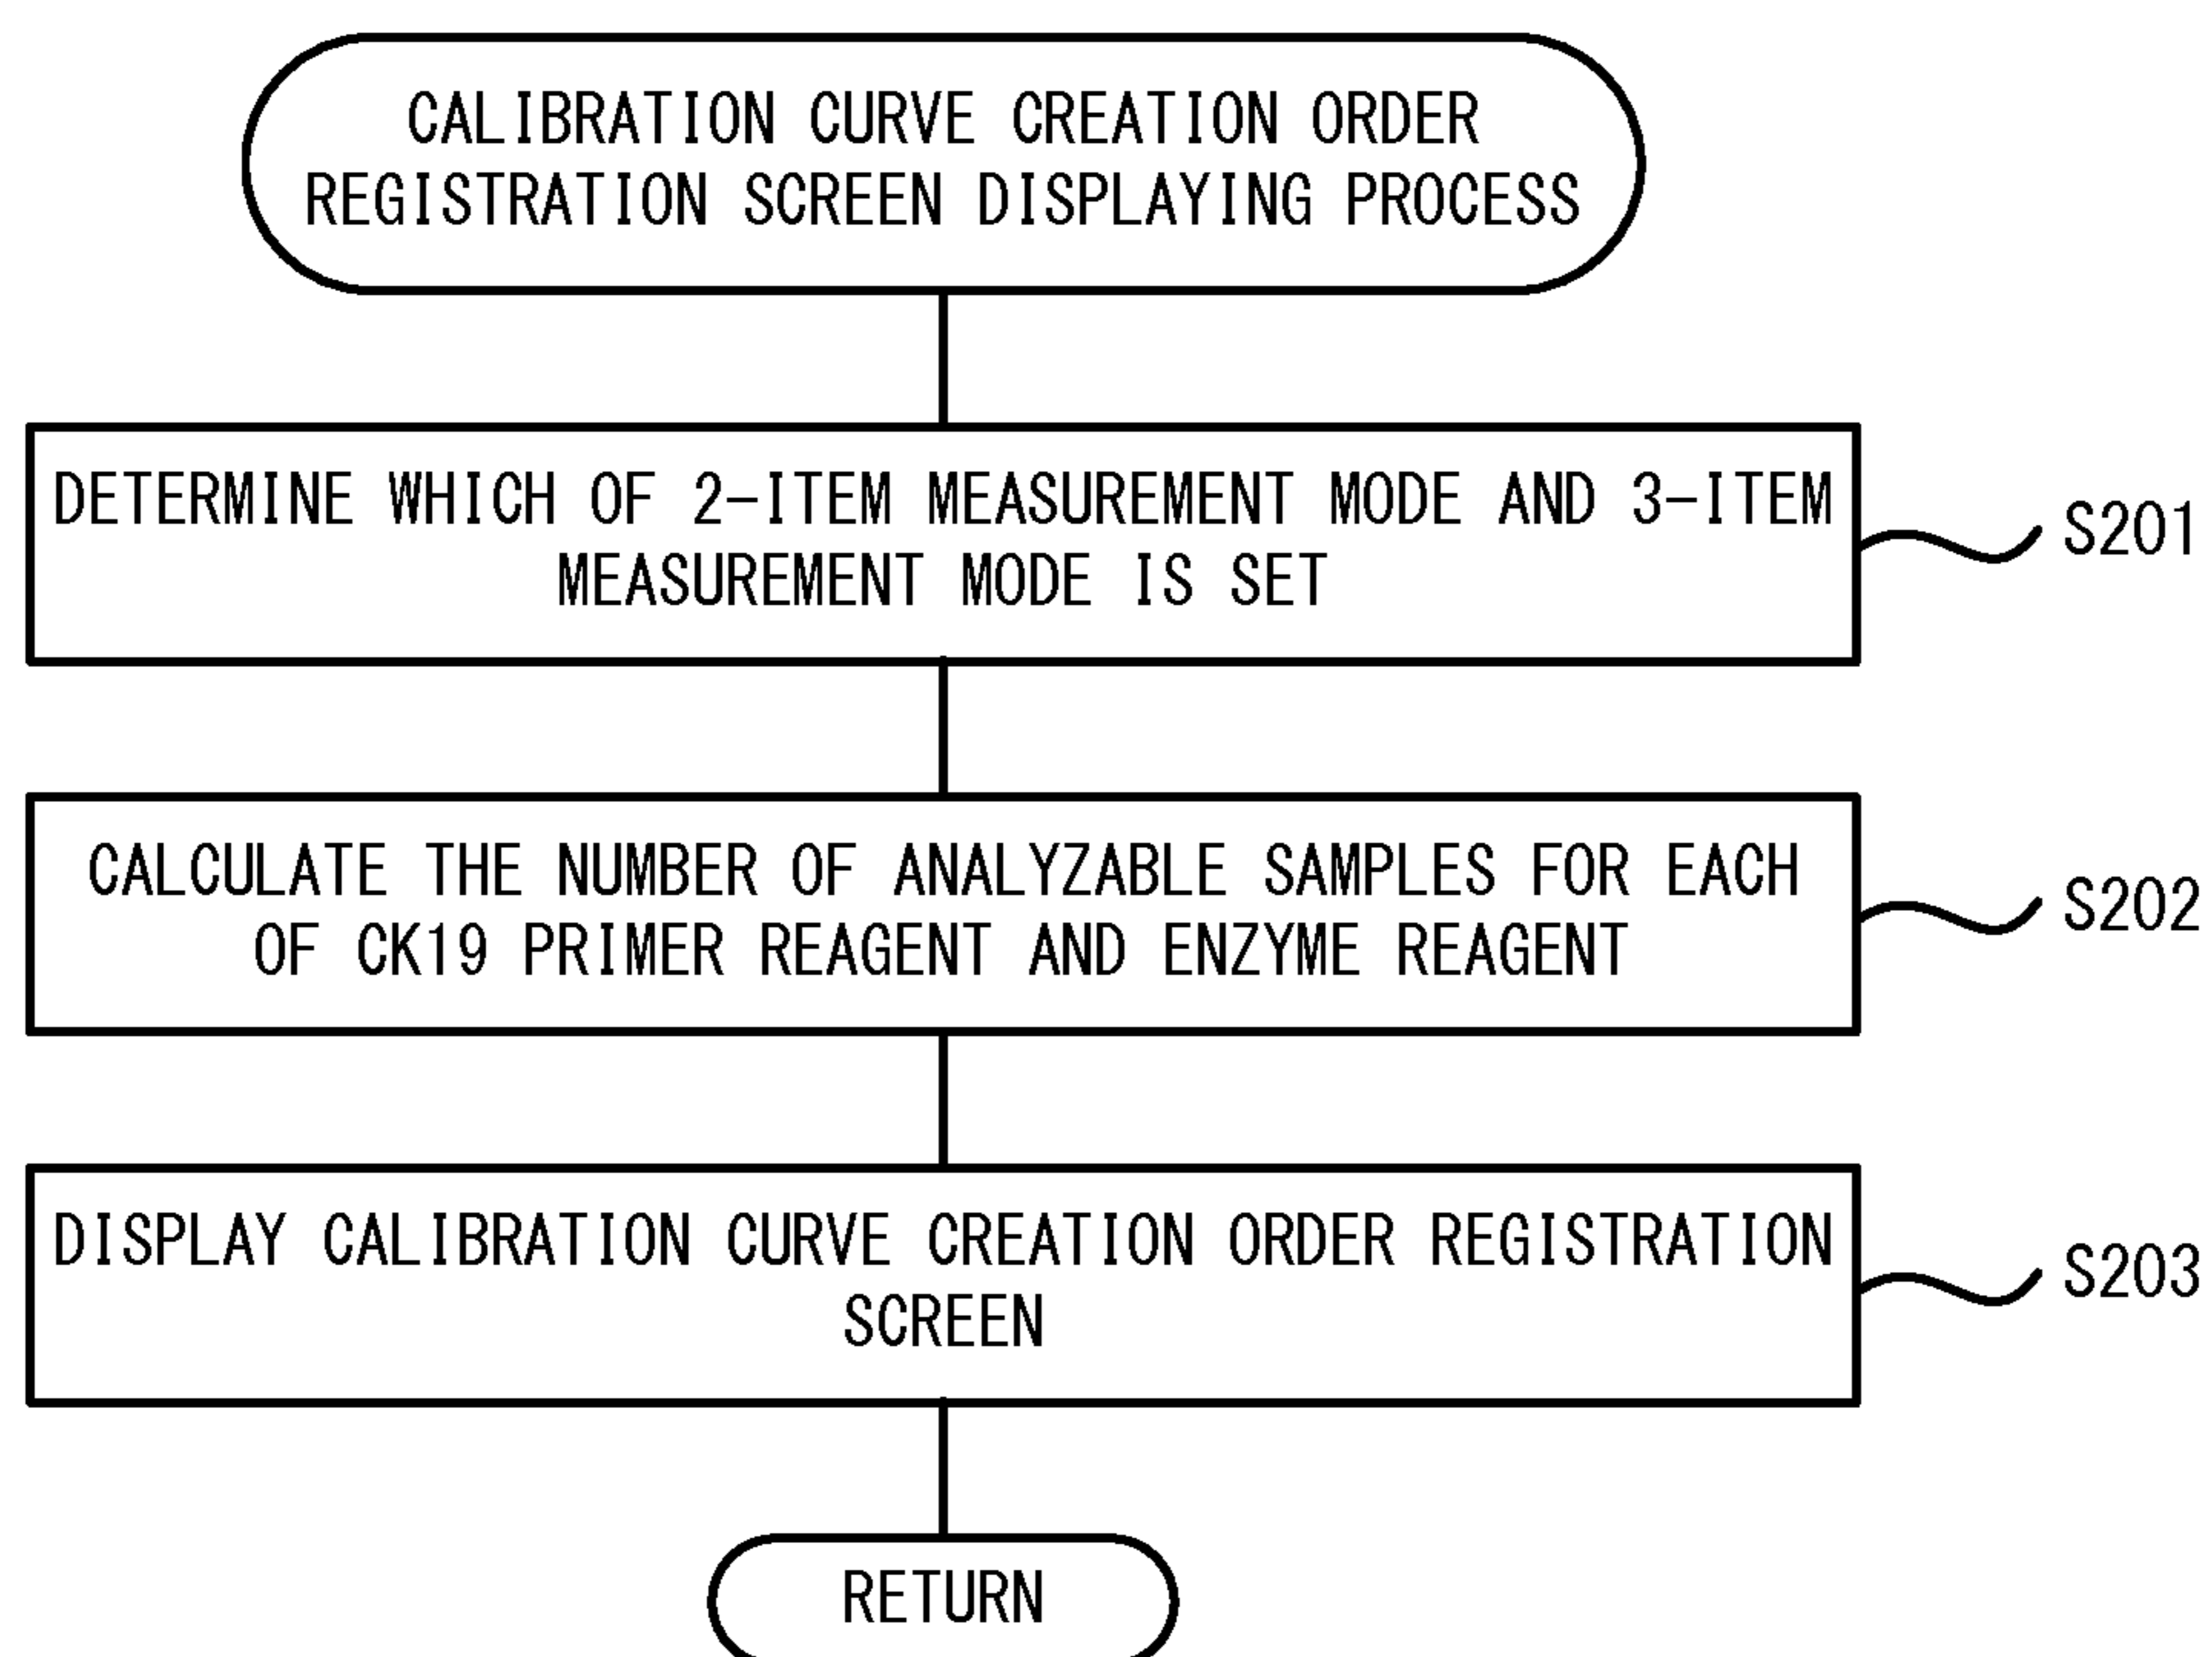 CALIBRATION CURVE CREATION ORDER
REGISTRATION SCREEN DISPLAYING PROCESS
DETERMINE WHICH OF 2-ITEM MEASUREMENT MODE AND 3-ITEM
MEASUREMENT MODE IS SET
S201
CALCULATE THE NUMBER OF ANALYZABLE SAMPLES FOR EACH
OF CK19 PRIMER REAGENT AND ENZYME REAGENT
S202
DISPLAY CALIBRATION CURVE CREATION ORDER REGISTRATION
SCREEN
S203
RETURN